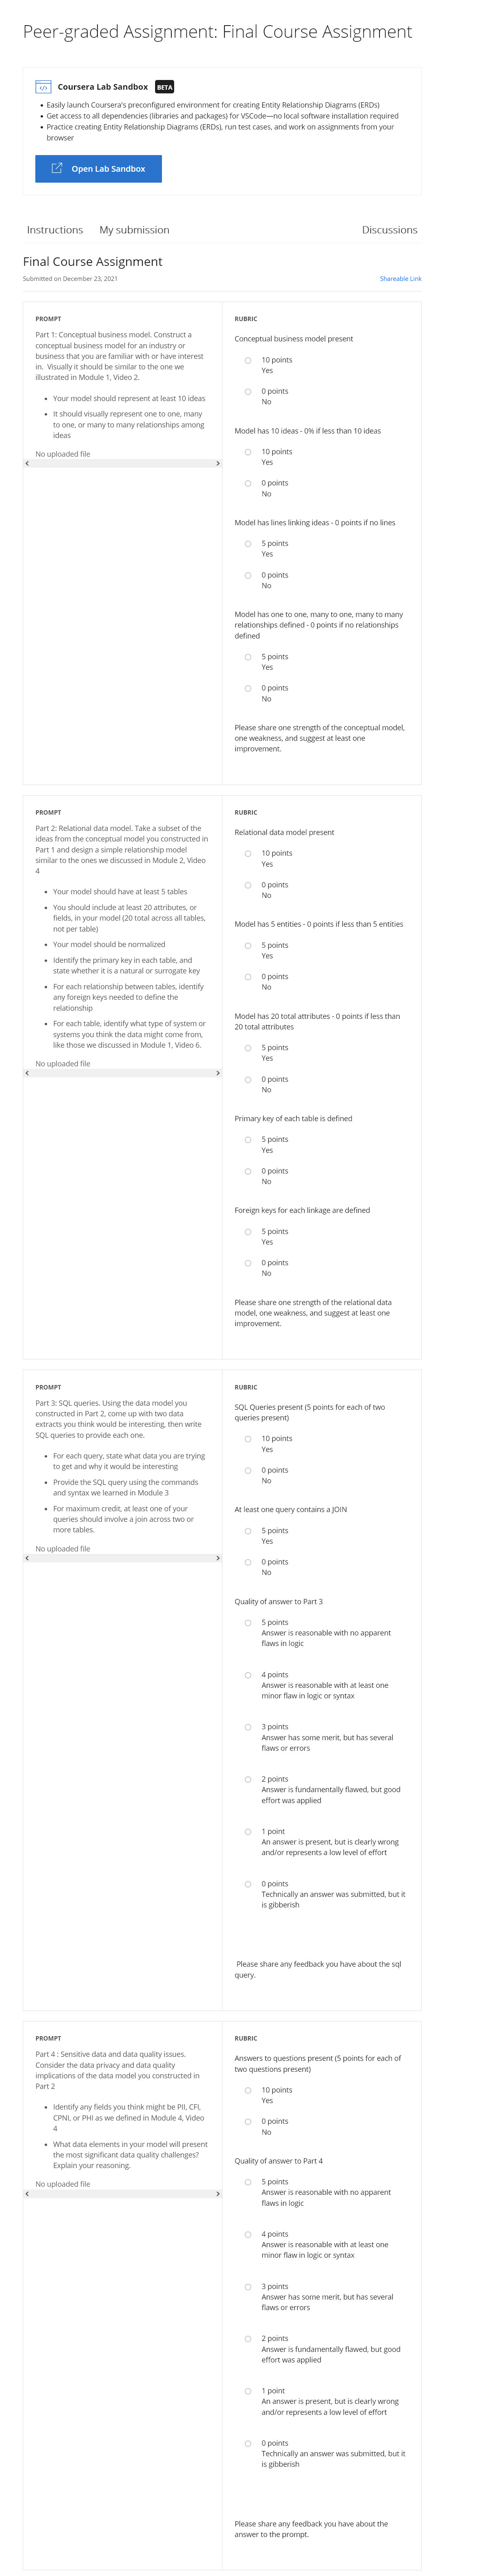 Peer-graded Assignment: Final Course Assignment
Coursera Lab Sandbox BETA
• Easily launch Coursera's preconfigured environment for creating Entity Relationship Diagrams (ERDs)
• Get access to all dependencies (libraries and packages) for VSCode—no local software installation required
• Practice creating Entity Relationship Diagrams (ERDs), run test cases, and work on assignments from your
browser
Open Lab Sandbox
Instructions My submission Discussions
Final Course Assignment
Submitted on December 23, 2021 Shareable Link
PROMPT
Part 1: Conceptual business model. Construct a
conceptual business model for an industry or
business that you are familiar with or have interest
in. Visually it should be similar to the one we
illustrated in Module 1, Video 2.
• Your model should represent at least 10 ideas
• It should visually represent one to one, many
to one, or many to many relationships among
ideas
No uploaded file
RUBRIC
Conceptual business model present
10 points
Yes
0 points
No
Model has 10 ideas - 0% if less than 10 ideas
10 points
Yes
0 points
No
Model has lines linking ideas - 0 points if no lines
5 points
Yes
0 points
No
Model has one to one, many to one, many to many
relationships defined - 0 points if no relationships
defined
5 points
Yes
0 points
No
Please share one strength of the conceptual model,
one weakness, and suggest at least one
improvement.
PROMPT
Part 2: Relational data model. Take a subset of the
ideas from the conceptual model you constructed in
Part 1 and design a simple relationship model
similar to the ones we discussed in Module 2, Video
4
• Your model should have at least 5 tables
• You should include at least 20 attributes, or
fields, in your model (20 total across all tables,
not per table)
• Your model should be normalized
• Identify the primary key in each table, and
state whether it is a natural or surrogate key
• For each relationship between tables, identify
any foreign keys needed to define the
relationship
• For each table, identify what type of system or
systems you think the data might come from,
like those we discussed in Module 1, Video 6.
No uploaded file
RUBRIC
Relational data model present
10 points
Yes
0 points
No
Model has 5 entities - 0 points if less than 5 entities
5 points
Yes
0 points
No
Model has 20 total attributes - 0 points if less than
20 total attributes
5 points
Yes
0 points
No
Primary key of each table is defined
5 points
Yes
0 points
No
Foreign keys for each linkage are defined
5 points
Yes
0 points
No
Please share one strength of the relational data
model, one weakness, and suggest at least one
improvement.
PROMPT
Part 3: SQL queries. Using the data model you
constructed in Part 2, come up with two data
extracts you think would be interesting, then write
SQL queries to provide each one.
• For each query, state what data you are trying
to get and why it would be interesting
• Provide the SQL query using the commands
and syntax we learned in Module 3
• For maximum credit, at least one of your
queries should involve a join across two or
more tables.
No uploaded file
RUBRIC
SQL Queries present (5 points for each of two
queries present)
10 points
Yes
0 points
No
At least one query contains a JOIN
5 points
Yes
0 points
No
Quality of answer to Part 3
5 points
Answer is reasonable with no apparent
flaws in logic
4 points
Answer is reasonable with at least one
minor flaw in logic or syntax
3 points
Answer has some merit, but has several
flaws or errors
2 points
Answer is fundamentally flawed, but good
effort was applied
1 point
An answer is present, but is clearly wrong
and/or represents a low level of effort
0 points
Technically an answer was submitted, but it
is gibberish
Please share any feedback you have about the sql
query.
PROMPT
Part 4 : Sensitive data and data quality issues.
Consider the data privacy and data quality
implications of the data model you constructed in
Part 2
• Identify any fields you think might be PII, CFI,
CPNI, or PHI as we defined in Module 4, Video
4
• What data elements in your model will present
the most significant data quality challenges?
Explain your reasoning.
No uploaded file
RUBRIC
Answers to questions present (5 points for each of
two questions present)
10 points
Yes
0 points
No
Quality of answer to Part 4
5 points
Answer is reasonable with no apparent
flaws in logic
4 points
Answer is reasonable with at least one
minor flaw in logic or syntax
3 points
Answer has some merit, but has several
flaws or errors
2 points
Answer is fundamentally flawed, but good
effort was applied
1 point
An answer is present, but is clearly wrong
and/or represents a low level of effort
0 points
Technically an answer was submitted, but it
is gibberish
Please share any feedback you have about the
answer to the prompt.